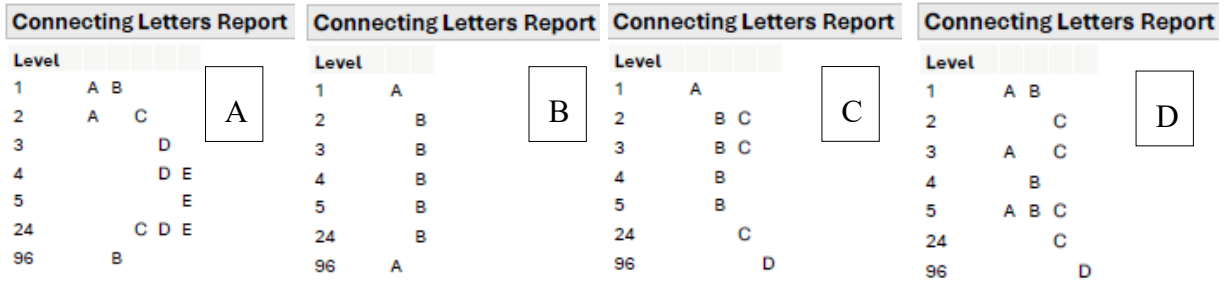 Connecting Letters Report
Level
1 A B
2 A C
3 D
4 D E
5 E
24 C D E
96 B
A
Connecting Letters Report
Level
1 A
2 B
3 B
4 B
5 B
24 B
96 A
B
Connecting Letters Report
Level
1 A
2 B C
3 B C
4 B
5 B
24 C
96 D
C
Connecting Letters Report
Level
1 A B
2 C
3 A C
4 B
5 A B C
24 C
96 D
D